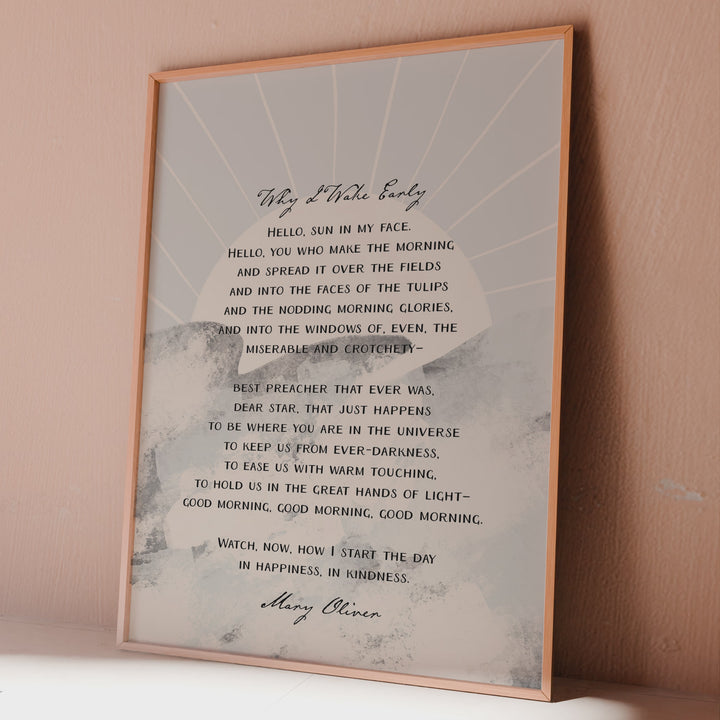 Why I Wake Early
HELLO, SUN IN MY FACE.
HELLO, YOU WHO MAKE THE MORNING
AND SPREAD IT OVER THE FIELDS
AND INTO THE FACES OF THE TULIPS
AND THE NODDING MORNING GLORIES,
AND INTO THE WINDOWS OF, EVEN, THE
MISERABLE AND CROTCHETY–
BEST PREACHER THAT EVER WAS,
DEAR STAR, THAT JUST HAPPENS
TO BE WHERE YOU ARE IN THE UNIVERSE
TO KEEP US FROM EVER-DARKNESS,
TO EASE US WITH WARM TOUCHING,
TO HOLD US IN THE GREAT HANDS OF LIGHT–
GOOD MORNING, GOOD MORNING, GOOD MORNING.
WATCH, NOW, HOW I START THE DAY
IN HAPPINESS, IN KINDNESS.
Mary Oliver